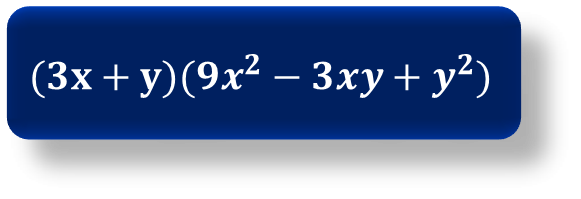 (3x + y)(9x² − 3xy + y²)